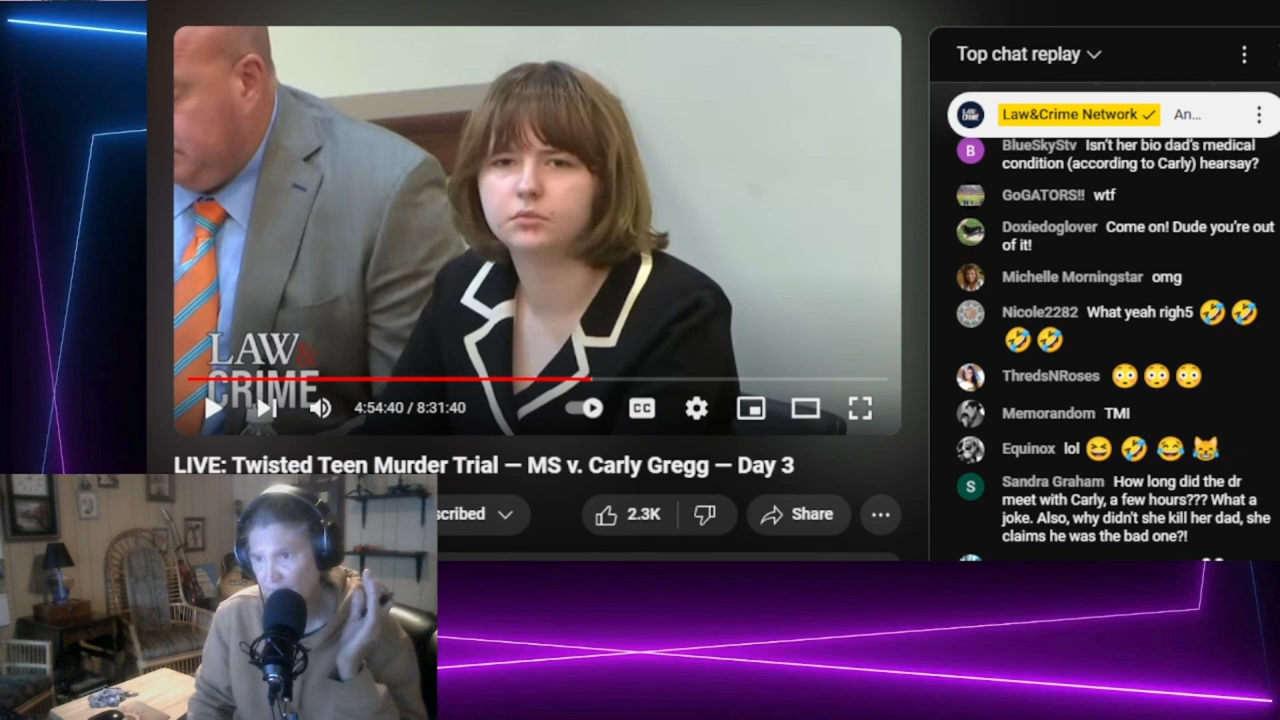 LAW&
CRIME
4:54:40 / 8:31:40
CC
LIVE: Twisted Teen Murder Trial — MS v. Carly Gregg — Day 3
scribed
2.3K
Share
Top chat replay
LAW&
CRIME
Law&Crime Network
An...
B
BlueSkyStv Isn't her bio dad's medical
condition (according to Carly) hearsay?
GoGATORS!! wtf
Doxiedoglover Come on! Dude you're out
of it!
Michelle Morningstar omg
Nicole2282 What yeah righ5 🤣 🤣
🤣 🤣
ThredsNRoses 😳 😳 😳
Memorandum TMI
Equinox lol 😆 🤣 😂 😹
S
Sandra Graham How long did the dr
meet with Carly, a few hours??? What a
joke. Also, why didn't she kill her dad, she
claims he was the bad one?!